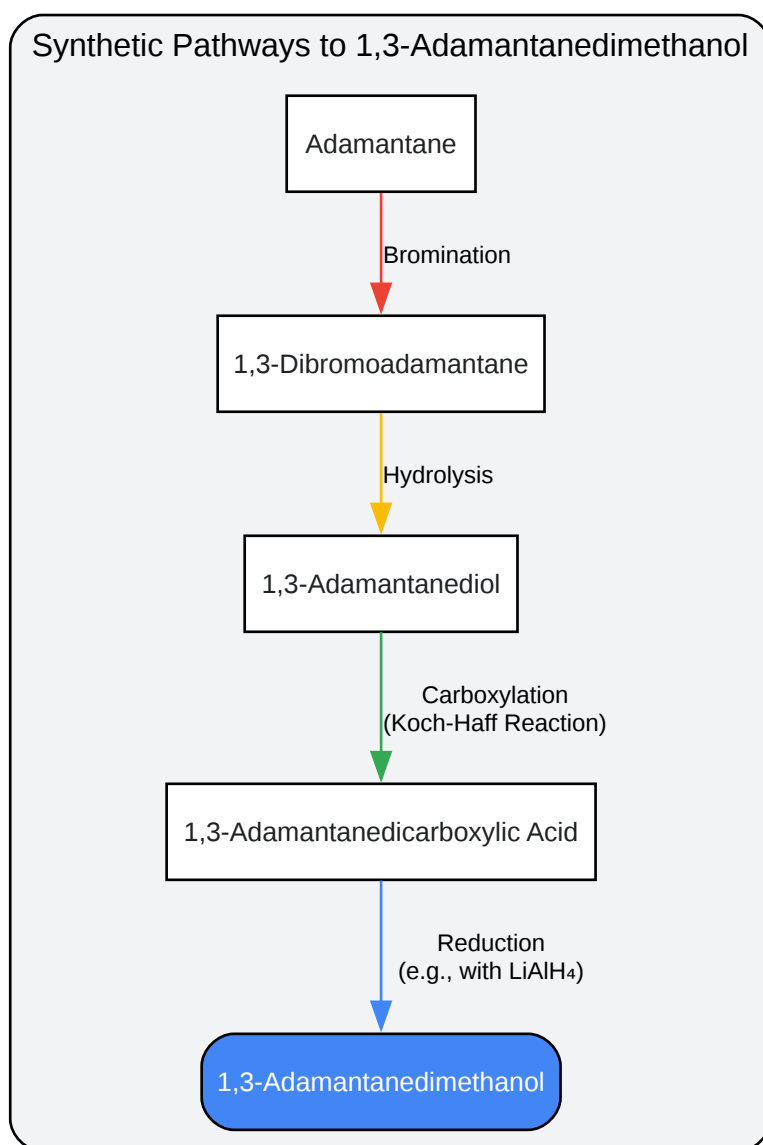 Synthetic Pathways to 1,3-Adamantanedimethanol
Adamantane
Bromination
1,3-Dibromoadamantane
Hydrolysis
1,3-Adamantanediol
Carboxylation
(Koch-Haff Reaction)
1,3-Adamantanedicarboxylic Acid
Reduction
(e.g., with LiAlH₄)
1,3-Adamantanedimethanol